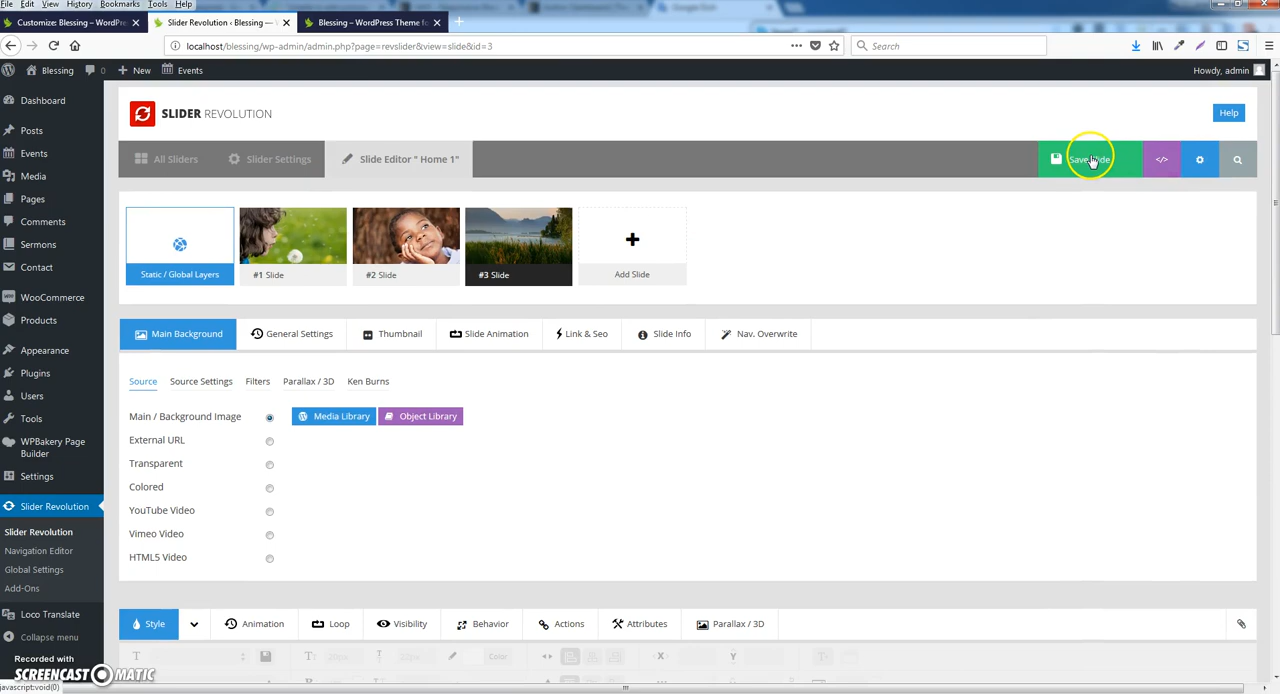 File Edit View History Bookmarks Tools Help
Customize: Blessing – WordPre
Slider Revolution ‹ Blessing —
Blessing – WordPress Theme fo
localhost/blessing/wp-admin/admin.php?page=revslider&view=slide&id=3
Search
Blessing
0
New
Events
Howdy, admin
Dashboard
Posts
Events
Media
Pages
Comments
Sermons
Contact
WooCommerce
Products
Appearance
Plugins
Users
Tools
WPBakery Page
Builder
Settings
Slider Revolution
Slider Revolution
Navigation Editor
Global Settings
Add-Ons
Loco Translate
Collapse menu
SLIDER REVOLUTION
Help
All Sliders
Slider Settings
Slide Editor " Home 1"
Save Slide
</>
Static / Global Layers
#1 Slide
#2 Slide
#3 Slide
Add Slide
Main Background
General Settings
Thumbnail
Slide Animation
Link & Seo
Slide Info
Nav. Overwrite
Source
Source Settings
Filters
Parallax / 3D
Ken Burns
Main / Background Image
Media Library
Object Library
External URL
Transparent
Colored
YouTube Video
Vimeo Video
HTML5 Video
Style
Animation
Loop
Visibility
Behavior
Actions
Attributes
Parallax / 3D
Color
X
Y
Recorded with
SCREENCAST MATIC
javascript:void(0)